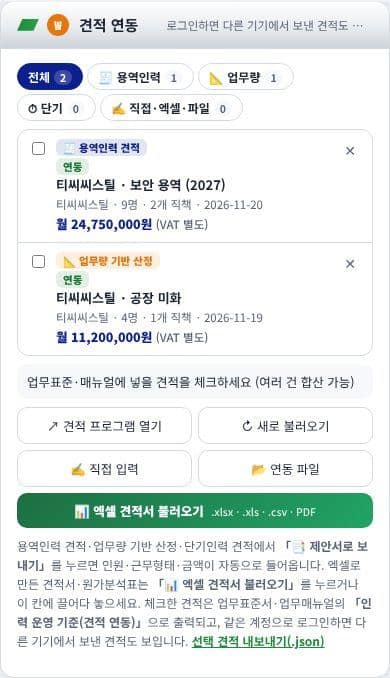 견적 연동 로그인하면 다른 기기에서 보낸 견적도 …
전체 2 용역인력 1 업무량 1
단기 0 직접·엑셀·파일 0
용역인력 견적 ×
연동
티씨씨스틸 · 보안 용역 (2027)
티씨씨스틸 · 9명 · 2개 직책 · 2026-11-20
월 24,750,000원 (VAT 별도)
업무량 기반 산정 ×
연동
티씨씨스틸 · 공장 미화
티씨씨스틸 · 4명 · 1개 직책 · 2026-11-19
월 11,200,000원 (VAT 별도)
업무표준·매뉴얼에 넣을 견적을 체크하세요 (여러 건 합산 가능)
↗ 견적 프로그램 열기 ↻ 새로 불러오기
직접 입력 연동 파일
엑셀 견적서 불러오기 .xlsx · .xls · .csv · PDF
용역인력 견적·업무량 기반 산정·단기인력 견적에서 「📑 제안서로 보
내기」를 누르면 인원·근무형태·금액이 자동으로 들어옵니다. 엑셀로
만든 견적서·원가분석표는 「📊 엑셀 견적서 불러오기」를 누르거나
이 칸에 끌어다 놓으세요. 체크한 견적은 업무표준서·업무매뉴얼의 「인
력 운영 기준(견적 연동)」으로 출력되고, 같은 계정으로 로그인하면 다
른 기기에서 보낸 견적도 보입니다. 선택 견적 내보내기(.json)